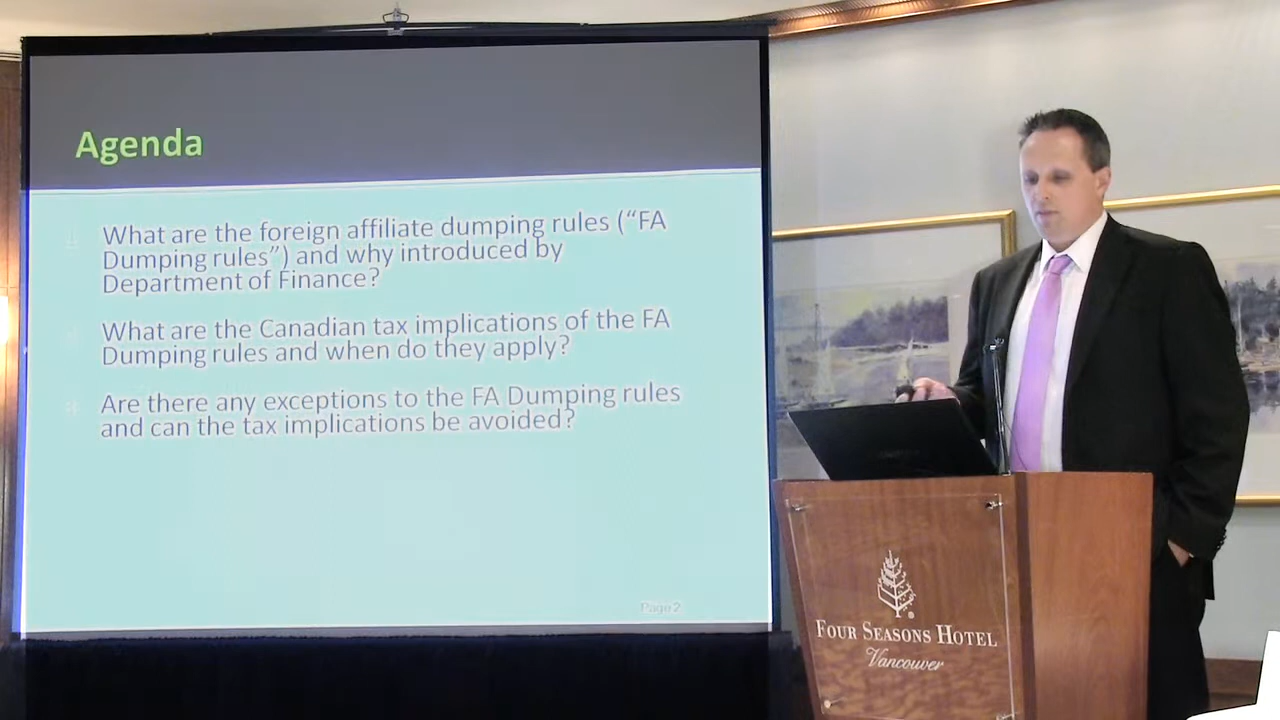 Agenda
What are the foreign affiliate dumping rules (“FA
Dumping rules”) and why introduced by
Department of Finance?
What are the Canadian tax implications of the FA
Dumping rules and when do they apply?
Are there any exceptions to the FA Dumping rules
and can the tax implications be avoided?
Page 2
FOUR SEASONS HOTEL
Vancouver